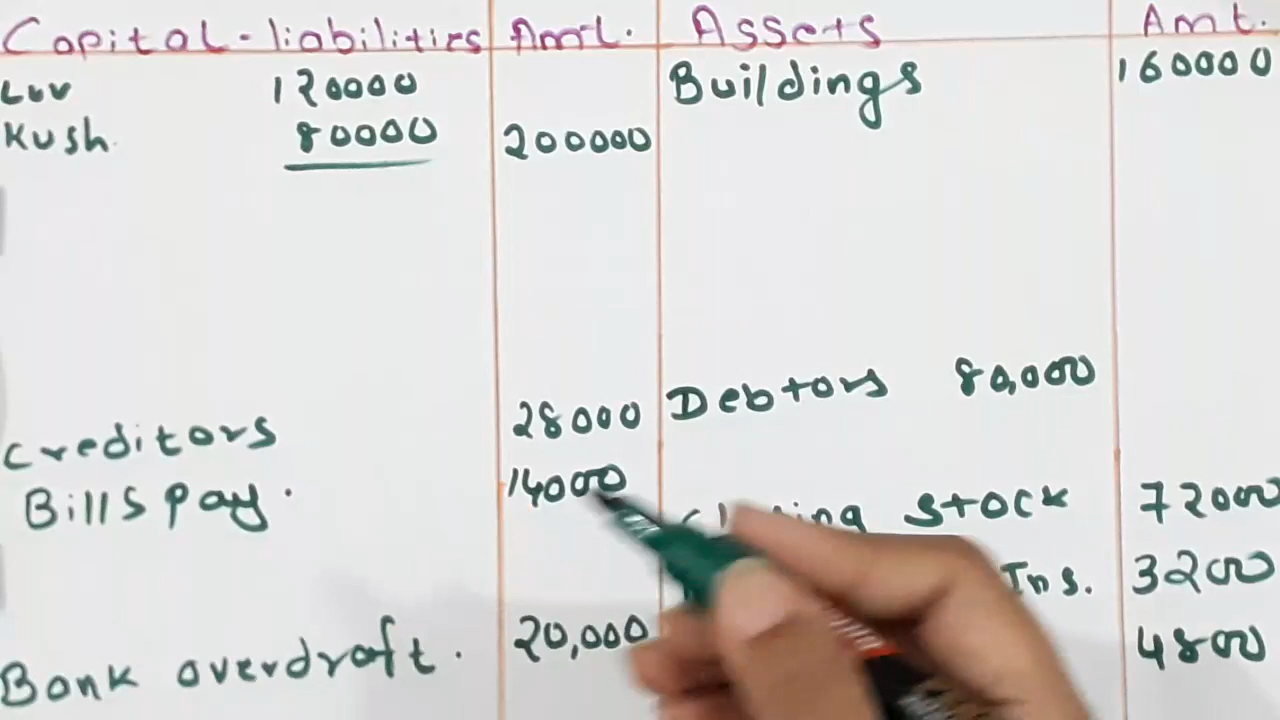 Capital-liabilities Amt. Assets Amt.
Luv 120000 Buildings 160000
Kush 80000 200000
Debtors 80,000
Creditors 28000
Bills pay. 14000
stock 72000
Ins. 3200
Bank overdraft. 20,000 4800